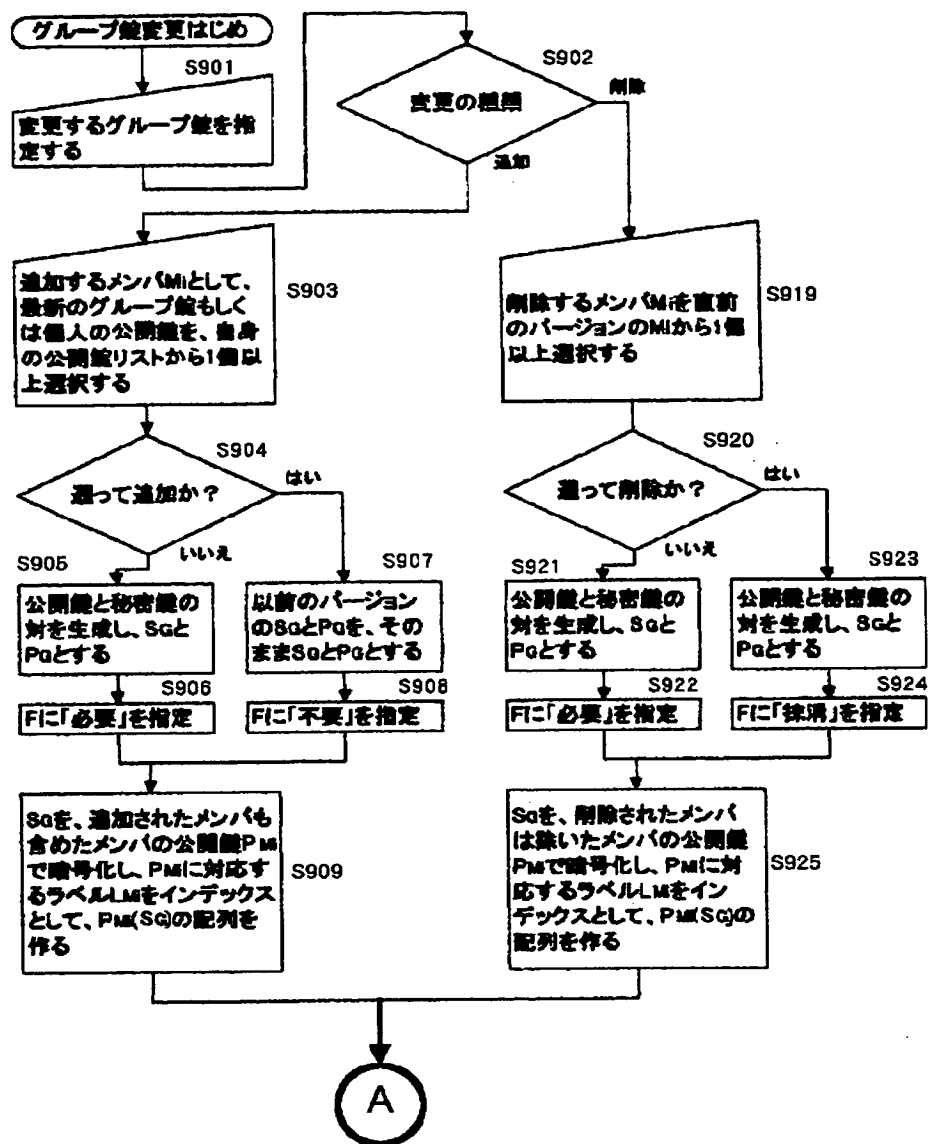 グループ鍵変更はじめ
S901
変更するグループ鍵を指
定する
S902
変更の種類
削除
追加
S903
追加するメンバMiとして、
最新のグループ鍵もしく
は個人の公開鍵を、自身
の公開鍵リストから1個以
上選択する
S904
遡って追加か?
はい
いいえ
S905
公開鍵と秘密鍵の
対を生成し、SGと
PGとする
S906
Fに「必要」を指定
S907
以前のバージョン
のSGとPGを、その
ままSGとPGとする
S908
Fに「不要」を指定
S909
SGを、追加されたメンバも
含めたメンバの公開鍵PMi
で暗号化し、PMiに対応す
るラベルLMiをインデックス
として、PMi(SG)の配列を
作る
S919
削除するメンバMiを直前
のバージョンのMiから1個
以上選択する
S920
遡って削除か?
はい
いいえ
S921
公開鍵と秘密鍵の
対を生成し、SGと
PGとする
S922
Fに「必要」を指定
S923
公開鍵と秘密鍵の
対を生成し、SGと
PGとする
S924
Fに「抹消」を指定
S925
SGを、削除されたメンバ
は除いたメンバの公開鍵
PMiで暗号化し、PMiに対
応するラベルLMiをイン
デックスとして、PMi(SG)の
配列を作る
A